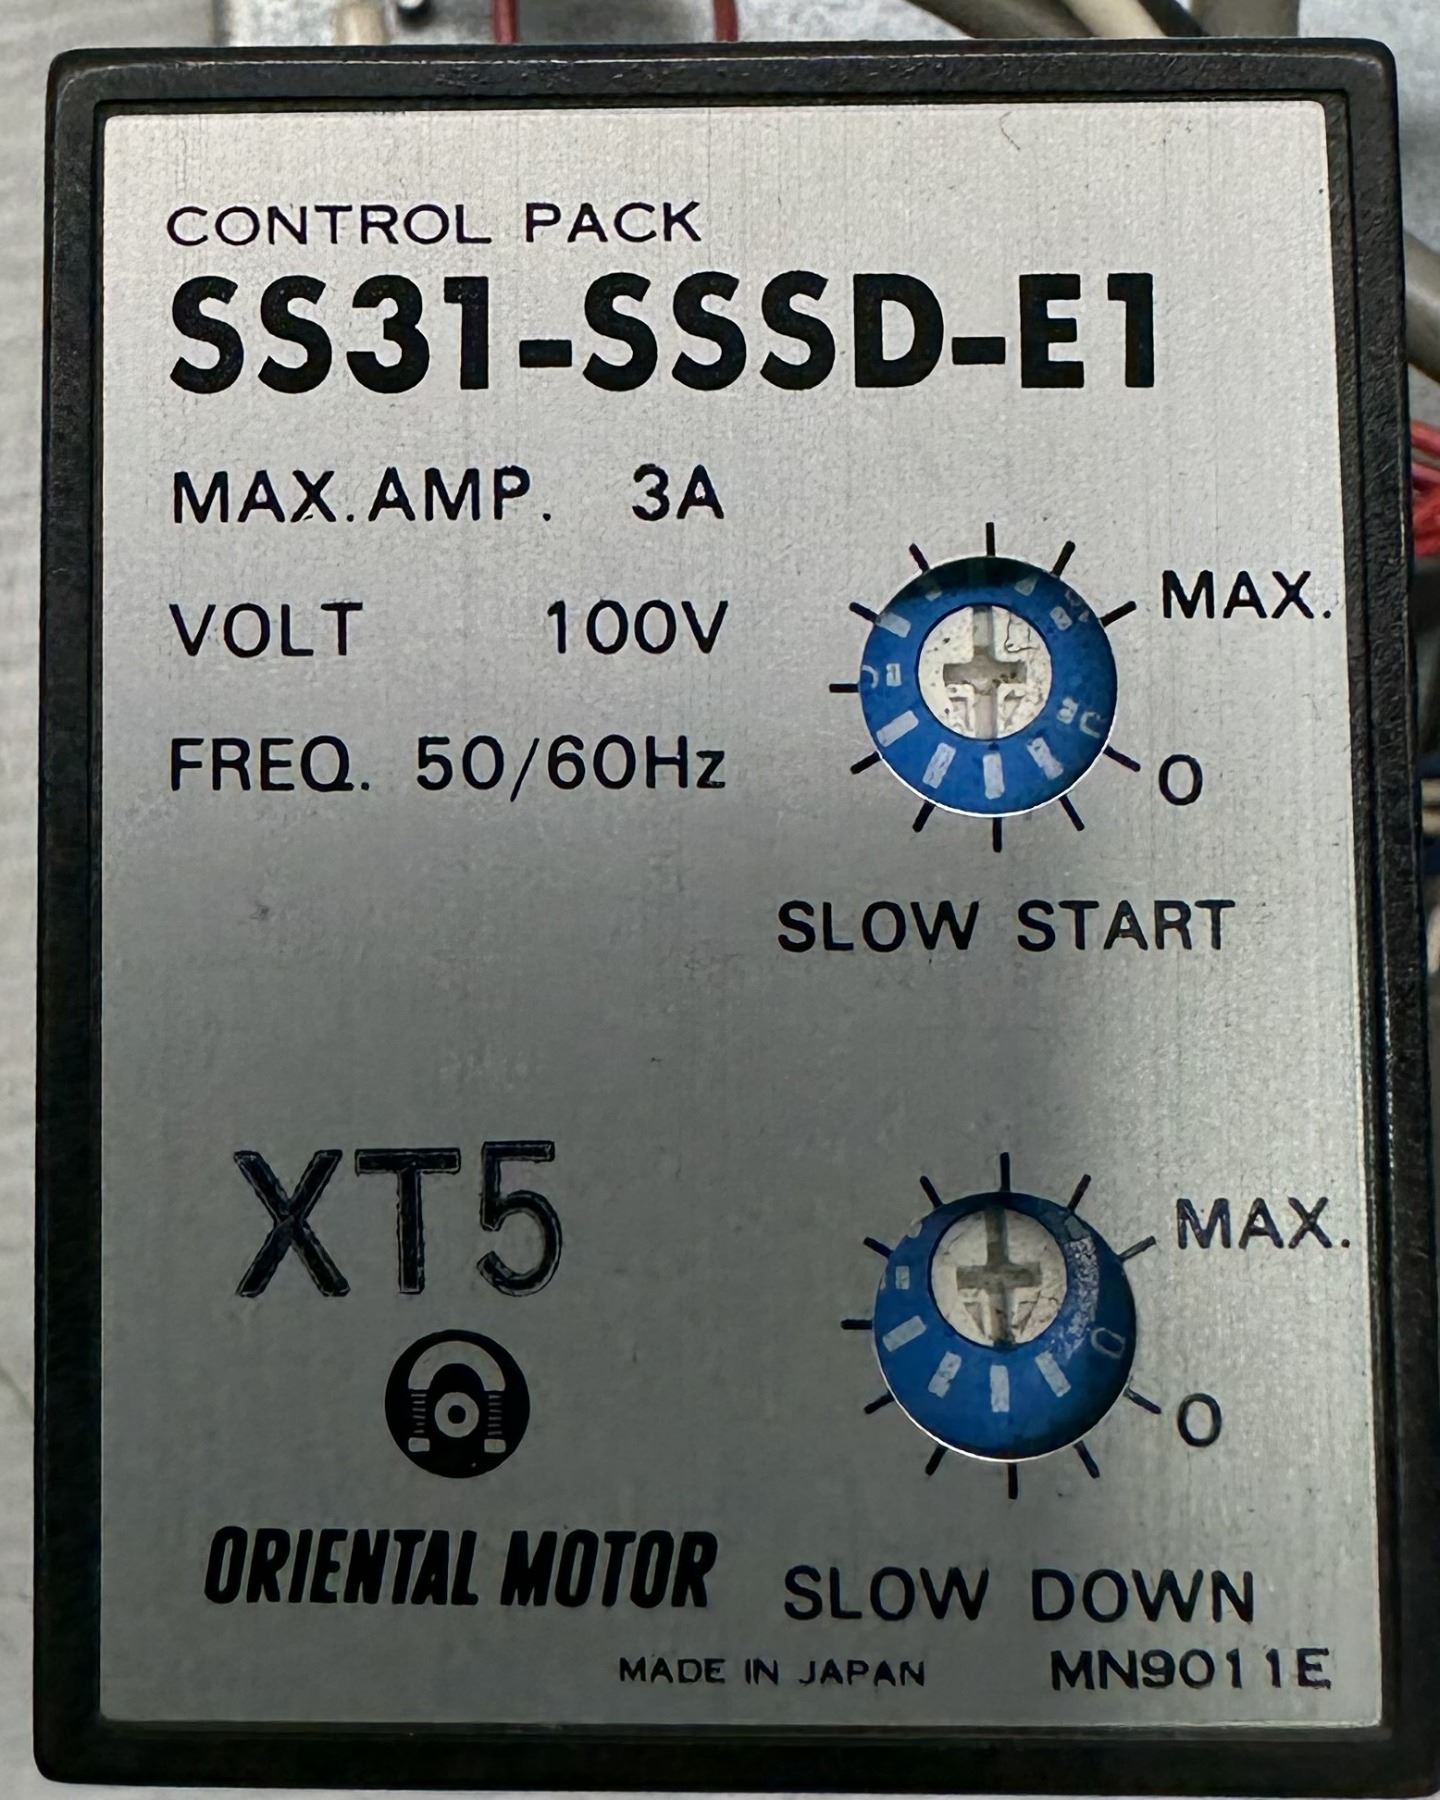 CONTROL PACK
SS31-SSSD-E1
MAX. AMP. 3A
VOLT 100V
FREQ. 50/60Hz
MAX.
0
SLOW START
XT5
MAX.
0
ORIENTAL MOTOR
SLOW DOWN
MADE IN JAPAN MN9011E